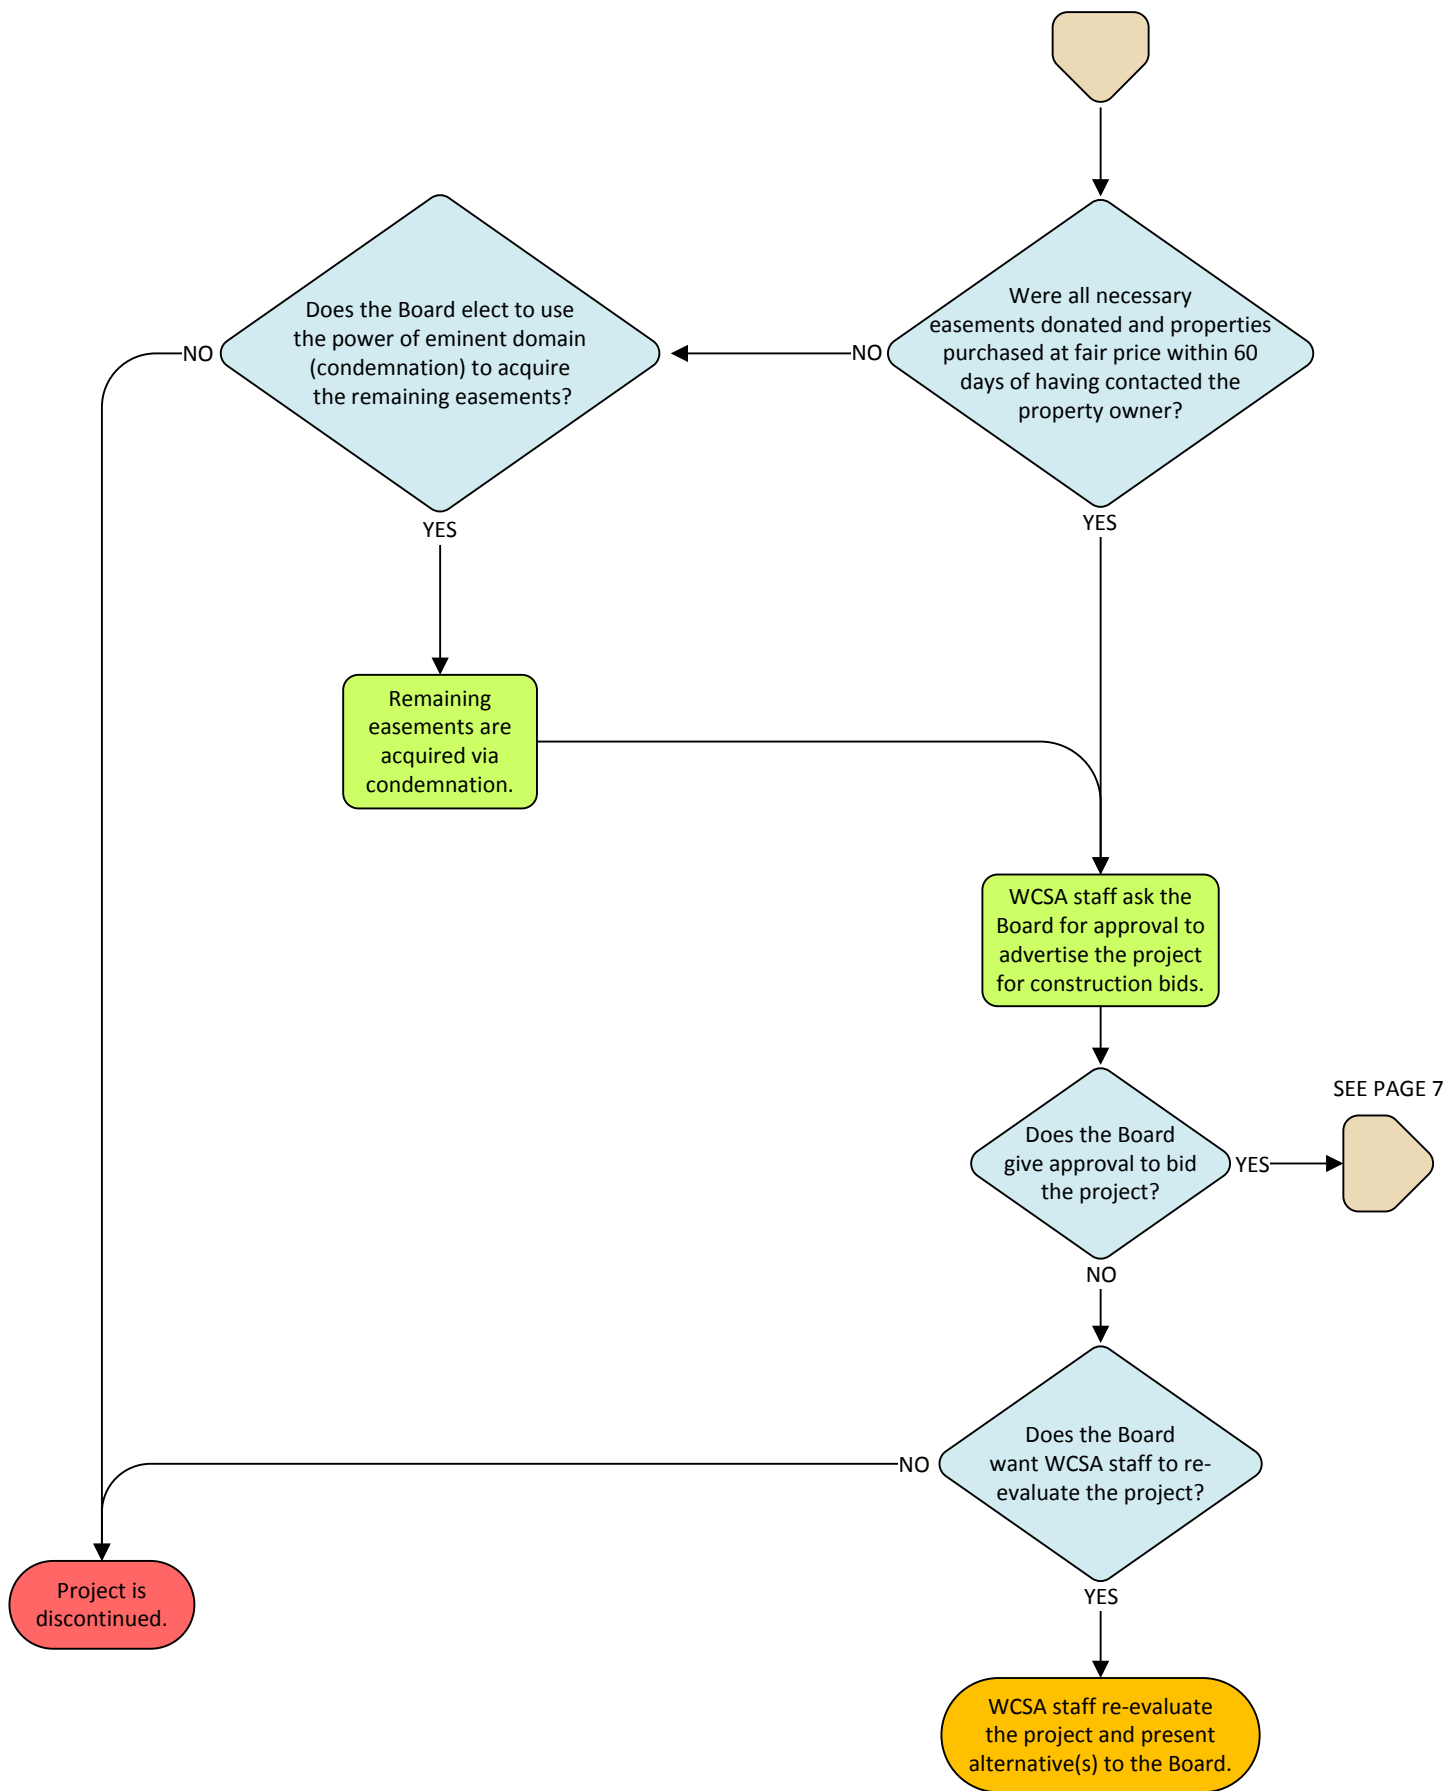 Were all necessary
easements donated and properties
purchased at fair price within 60
days of having contacted the
property owner?
NO
YES
Does the Board elect to use
the power of eminent domain
(condemnation) to acquire
the remaining easements?
NO
YES
Remaining
easements are
acquired via
condemnation.
WCSA staff ask the
Board for approval to
advertise the project
for construction bids.
Does the Board
give approval to bid
the project?
YES
SEE PAGE 7
NO
Does the Board
want WCSA staff to re-
evaluate the project?
NO
YES
Project is
discontinued.
WCSA staff re-evaluate
the project and present
alternative(s) to the Board.